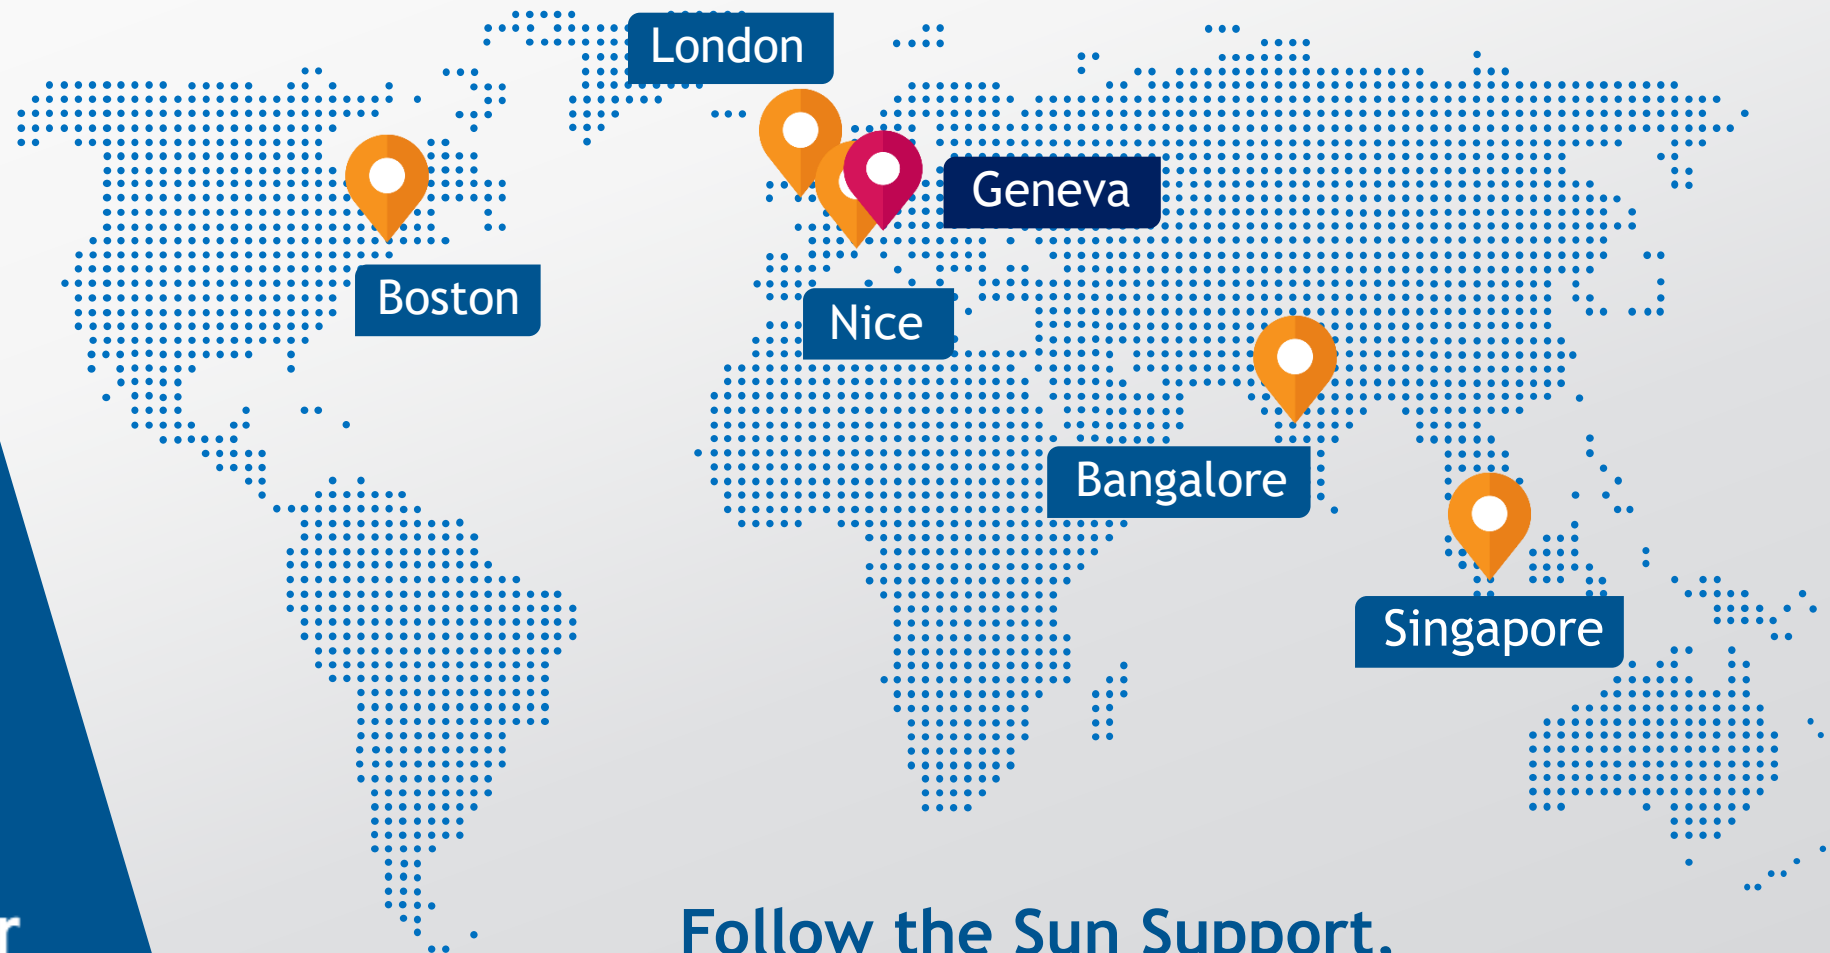 London
Geneva
Boston
Nice
Bangalore
Singapore
r
Follow the Sun Support.